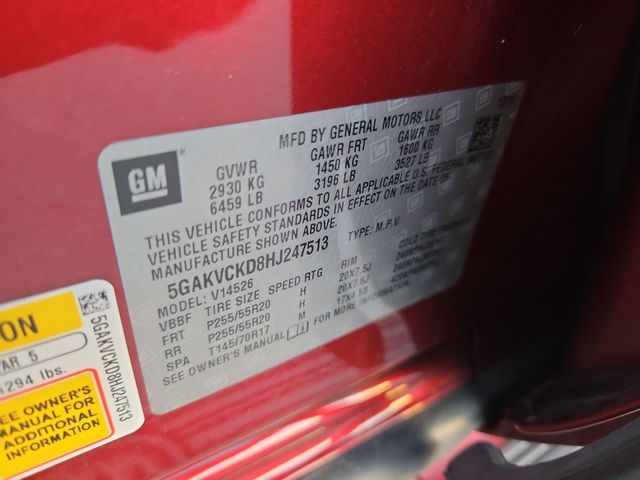 MFD BY GENERAL MOTORS LLC
GM
GVWR GAWR FRT GAWR RR
2930 KG 1450 KG 1600 KG
6459 LB 3196 LB 3527 LB
THIS VEHICLE CONFORMS TO ALL APPLICABLE U.S. FEDERAL
VEHICLE SAFETY STANDARDS IN EFFECT ON THE DATE OF
MANUFACTURE SHOWN ABOVE.
5GAKVCKD8HJ247513 TYPE: M.P.V.
MODEL: V14526
VBBF TIRE SIZE SPEED RTG RIM COLD TIRE
FRT P255/55R20 H 20X7.5J
RR P255/55R20 H 20X7.5J
SPA T145/70R17 M 17X4.5B
SEE OWNER'S MANUAL FOR MORE INFORMATION
ON
AR 5
1294 lbs.
SEE OWNER'S
MANUAL FOR
ADDITIONAL
INFORMATION
5GAKVCKD8HJ247513